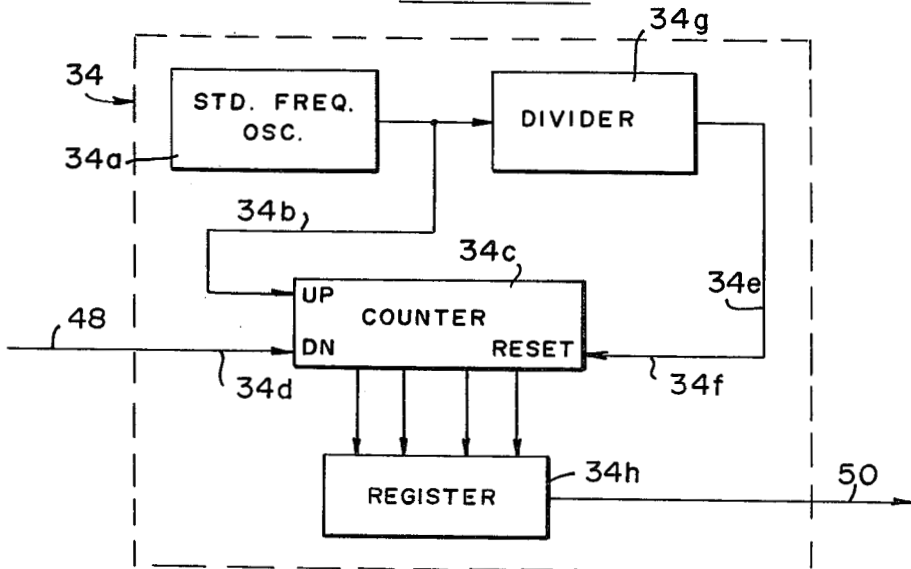 34g
34
STD. FREQ.
OSC.
DIVIDER
34a
34b
34c
34e
UP
COUNTER
48
DN
RESET
34d
34f
34h
REGISTER
50